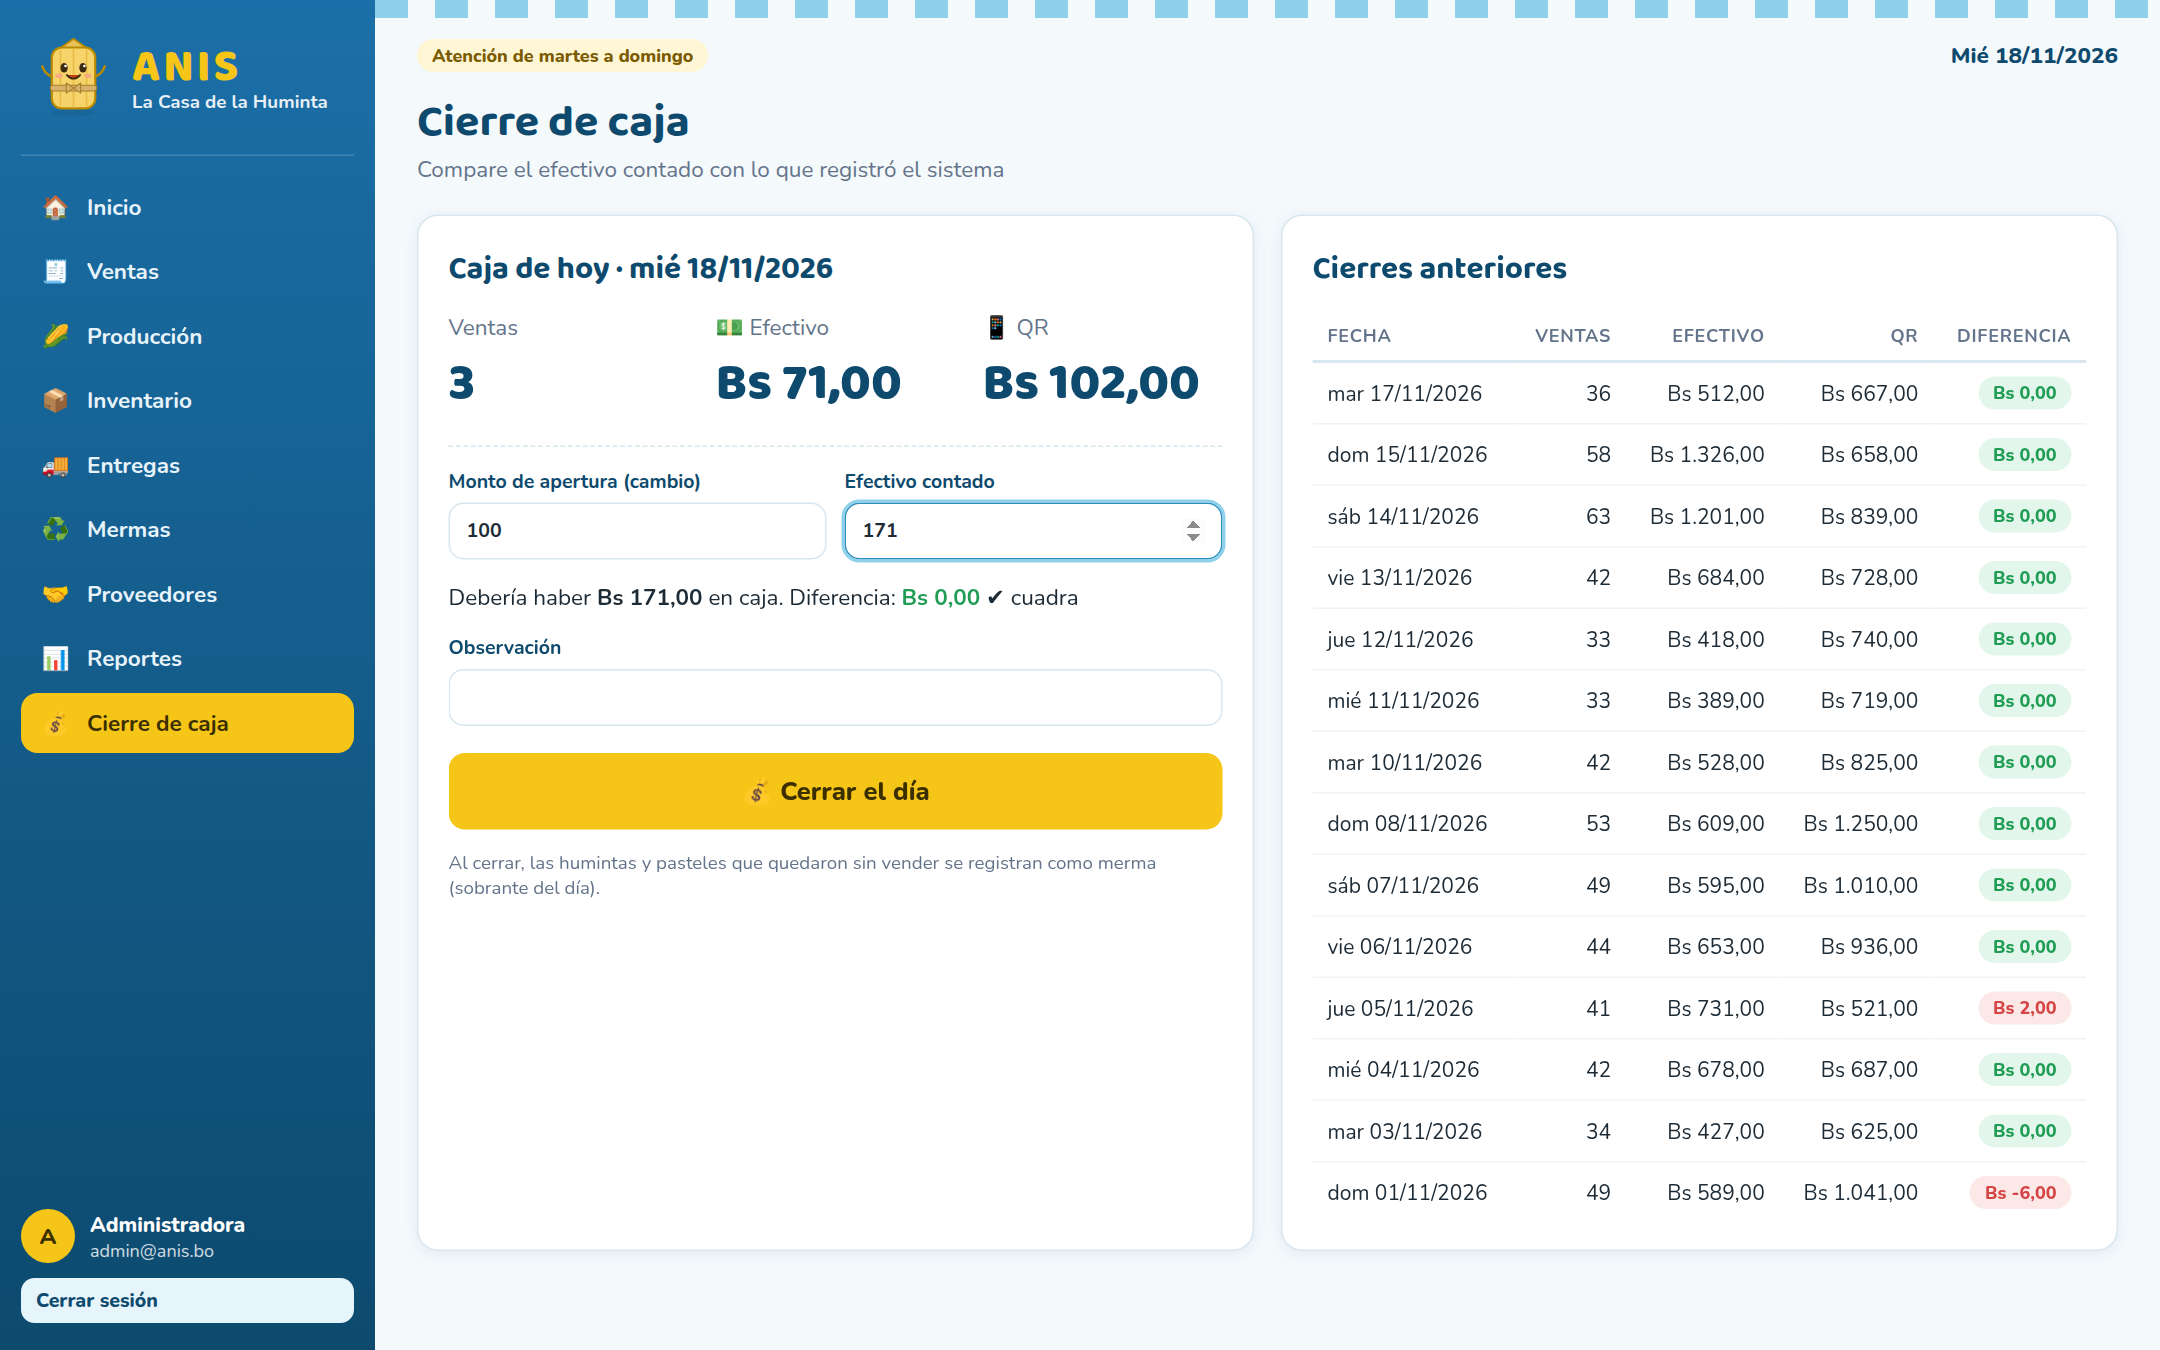 ANIS
La Casa de la Huminta
Inicio
Ventas
Producción
Inventario
Entregas
Mermas
Proveedores
Reportes
Cierre de caja
A
Administradora
admin@anis.bo
Cerrar sesión
Atención de martes a domingo
Mié 18/11/2026
Cierre de caja
Compare el efectivo contado con lo que registró el sistema
Caja de hoy · mié 18/11/2026
Ventas Efectivo QR
3 Bs 71,00 Bs 102,00
Monto de apertura (cambio) Efectivo contado
100 171
Debería haber Bs 171,00 en caja. Diferencia: Bs 0,00 ✔ cuadra
Observación
Cerrar el día
Al cerrar, las humintas y pasteles que quedaron sin vender se registran como merma
(sobrante del día).
Cierres anteriores
FECHA VENTAS EFECTIVO QR DIFERENCIA
mar 17/11/2026 36 Bs 512,00 Bs 667,00 Bs 0,00
dom 15/11/2026 58 Bs 1.326,00 Bs 658,00 Bs 0,00
sáb 14/11/2026 63 Bs 1.201,00 Bs 839,00 Bs 0,00
vie 13/11/2026 42 Bs 684,00 Bs 728,00 Bs 0,00
jue 12/11/2026 33 Bs 418,00 Bs 740,00 Bs 0,00
mié 11/11/2026 33 Bs 389,00 Bs 719,00 Bs 0,00
mar 10/11/2026 42 Bs 528,00 Bs 825,00 Bs 0,00
dom 08/11/2026 53 Bs 609,00 Bs 1.250,00 Bs 0,00
sáb 07/11/2026 49 Bs 595,00 Bs 1.010,00 Bs 0,00
vie 06/11/2026 44 Bs 653,00 Bs 936,00 Bs 0,00
jue 05/11/2026 41 Bs 731,00 Bs 521,00 Bs 2,00
mié 04/11/2026 42 Bs 678,00 Bs 687,00 Bs 0,00
mar 03/11/2026 34 Bs 427,00 Bs 625,00 Bs 0,00
dom 01/11/2026 49 Bs 589,00 Bs 1.041,00 Bs -6,00